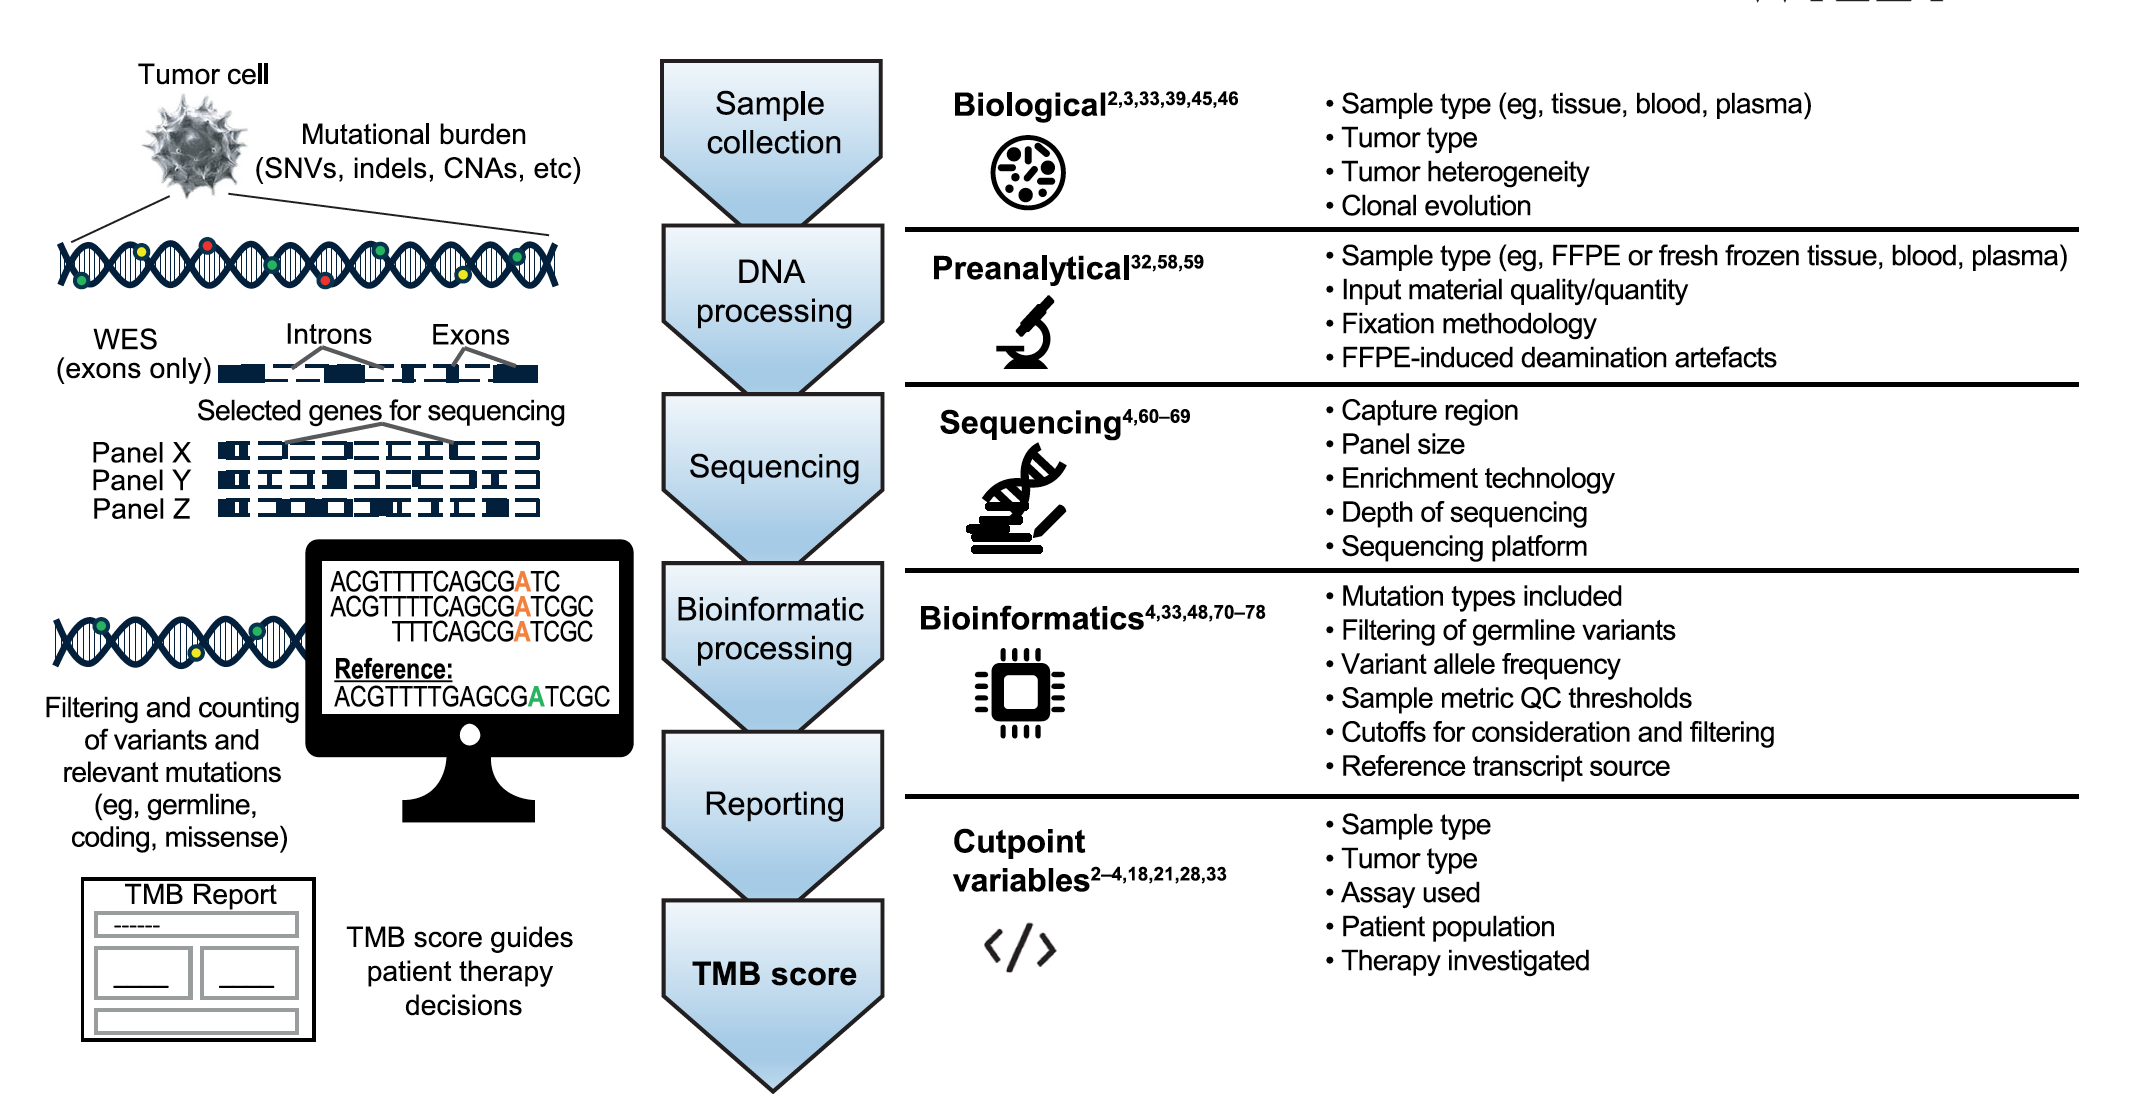 Tumor cell
Mutational burden
(SNVs, indels, CNAs, etc)
WES
(exons only)
Introns
Exons
Selected genes for sequencing
Panel X
Panel Y
Panel Z
ACGTTTTCAGCGATC
ACGTTTTCAGCGATCGC
TTTCAGCGATCGC
Reference:
ACGTTTTGAGCGATCGC
Filtering and counting
of variants and
relevant mutations
(eg, germline,
coding, missense)
TMB Report
TMB score guides
patient therapy
decisions
Sample
collection
DNA
processing
Sequencing
Bioinformatic
processing
Reporting
TMB score
Biological2,3,33,39,45,46
• Sample type (eg, tissue, blood, plasma)
• Tumor type
• Tumor heterogeneity
• Clonal evolution
Preanalytical32,58,59
• Sample type (eg, FFPE or fresh frozen tissue, blood, plasma)
• Input material quality/quantity
• Fixation methodology
• FFPE-induced deamination artefacts
Sequencing4,60–69
• Capture region
• Panel size
• Enrichment technology
• Depth of sequencing
• Sequencing platform
Bioinformatics4,33,48,70–78
• Mutation types included
• Filtering of germline variants
• Variant allele frequency
• Sample metric QC thresholds
• Cutoffs for consideration and filtering
• Reference transcript source
Cutpoint
variables2–4,18,21,28,33
• Sample type
• Tumor type
• Assay used
• Patient population
• Therapy investigated